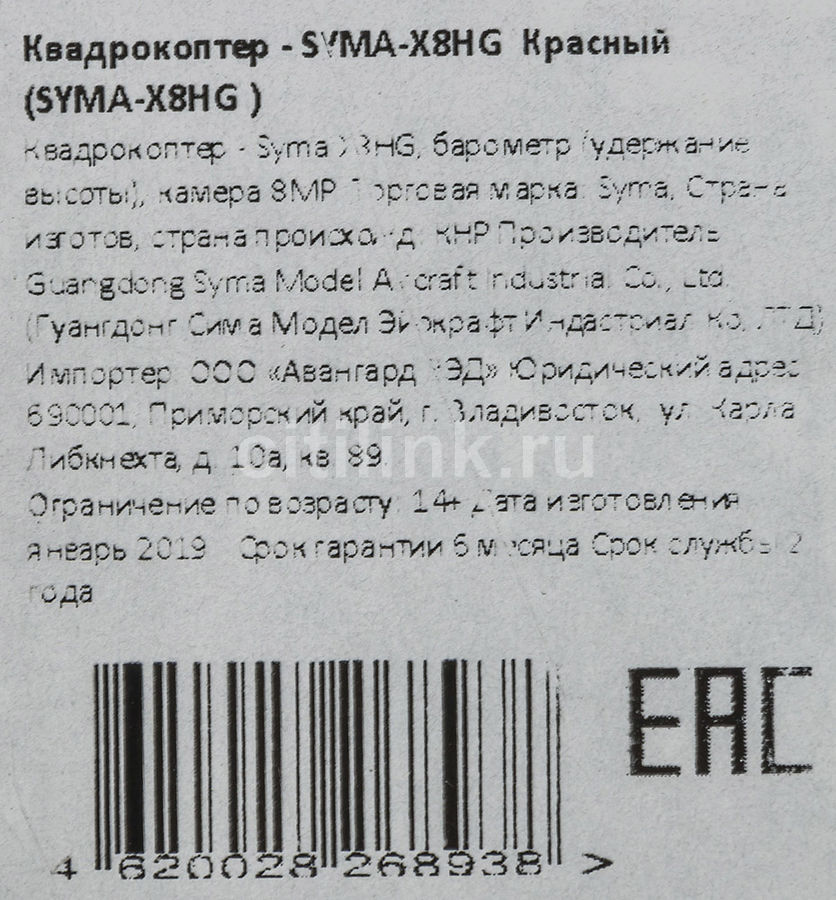 Квадрокоптер - SYMA-X8HG Красный
(SYMA-X8HG )
Квадрокоптер - Syma X8HG, барометр (удержание
высоты), камера 8MP Торговая марка: Syma, Страна
изготов, страна происхожд: КНР Производитель
Guangdong Syma Model Aircraft Industrial Co., Ltd.
(Гуангдонг Сима Модел Эйркрафт Индастриал Ко, ЛТД)
Импортер: ООО «Авангард ВЭД» Юридический адрес
690001, Приморский край, г. Владивосток, ул. Карла
Либкнехта, д. 10а, кв. 89.
citilink.ru
Ограничение по возрасту: 14+ Дата изготовления
январь 2019 Срок гарантии 6 месяца Срок службы 2
года
EAC
4 620028 268938 >